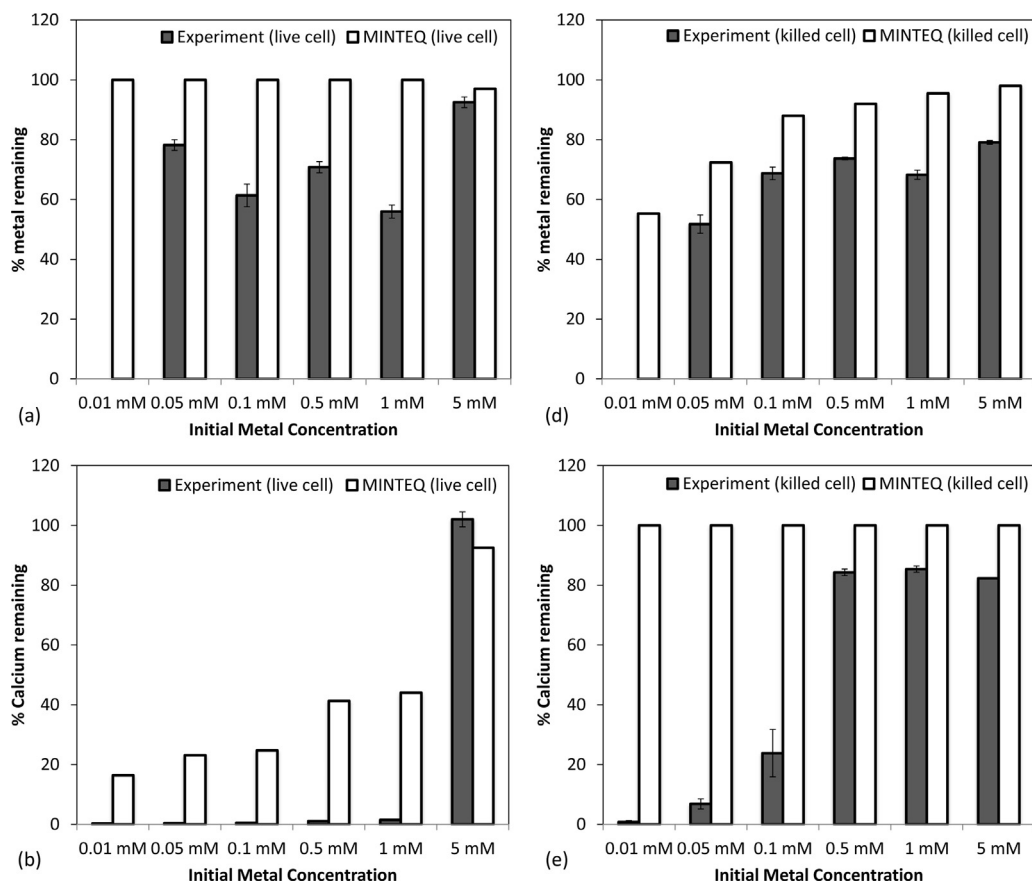 120
Experiment (live cell) MINTEQ (live cell)
100
80
60
40
20
0
% metal remaining
0.01 mM 0.05 mM 0.1 mM 0.5 mM 1 mM 5 mM
(a)
Initial Metal Concentration
120
Experiment (killed cell) MINTEQ (killed cell)
100
80
60
40
20
0
% metal remaining
0.01 mM 0.05 mM 0.1 mM 0.5 mM 1 mM 5 mM
(d)
Initial Metal Concentration
120
Experiment (live cell) MINTEQ (live cell)
100
80
60
40
20
0
% Calcium remaining
0.01 mM 0.05 mM 0.1 mM 0.5 mM 1 mM 5 mM
(b)
Initial Metal Concentration
120
Experiment (killed cell) MINTEQ (killed cell)
100
80
60
40
20
0
% Calcium remaining
0.01 mM 0.05 mM 0.1 mM 0.5 mM 1 mM 5 mM
(e)
Initial Metal Concentration